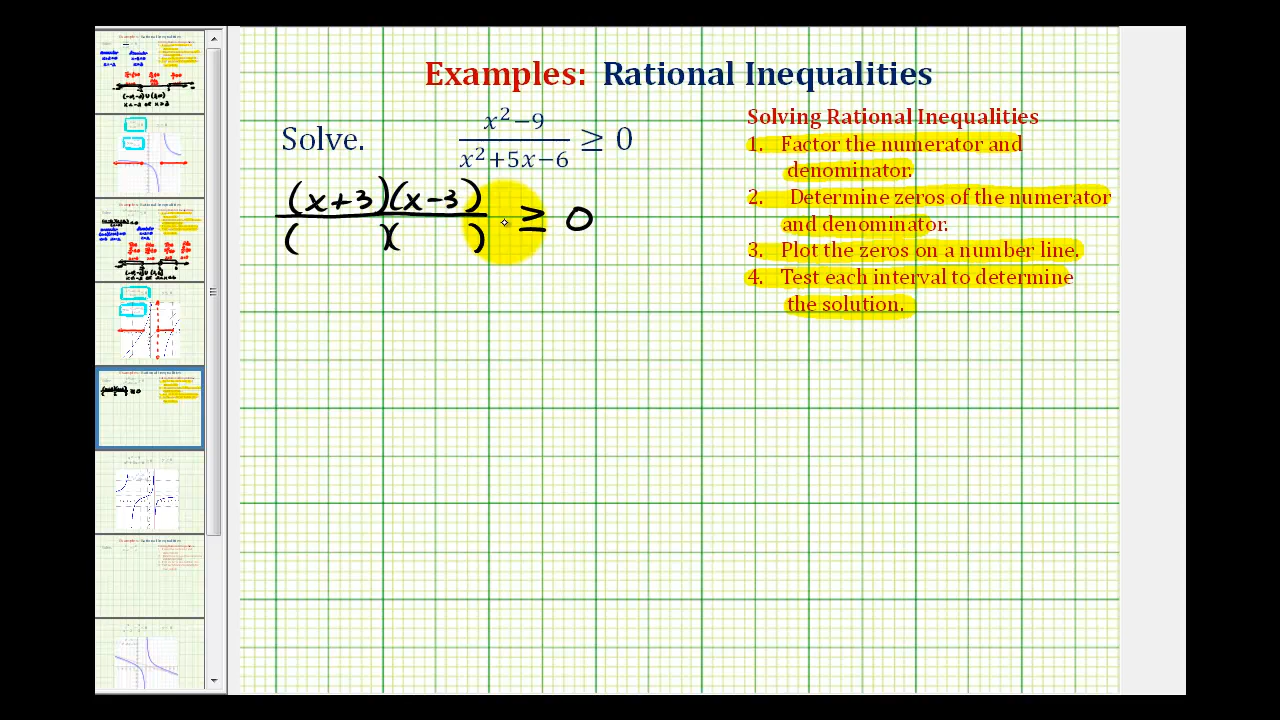 Examples: Rational Inequalities
Solve. x²-9 / x²+5x-6 ≥ 0
(x+3)(x-3) / ( )( ) ≥ 0
Solving Rational Inequalities
1. Factor the numerator and
denominator.
2. Determine zeros of the numerator
and denominator.
3. Plot the zeros on a number line.
4. Test each interval to determine
the solution.